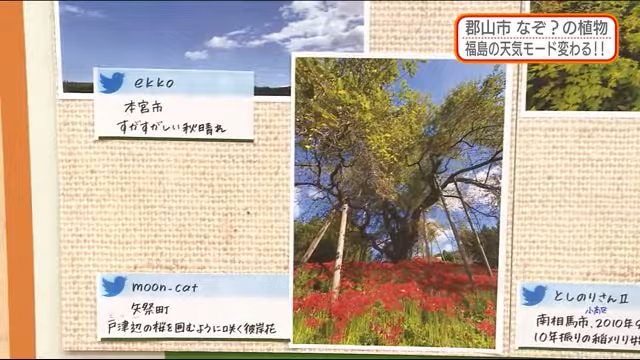 郡山市 なぞ？の植物
福島の天気モード変わる!!
ekko
本宮市
すがすがしい秋晴れ
moon-cat
矢祭町
戸津辺の桜を囲むように咲く彼岸花
としのりさんⅡ
小高区
南相馬市、2010年
10年振りの稲刈り